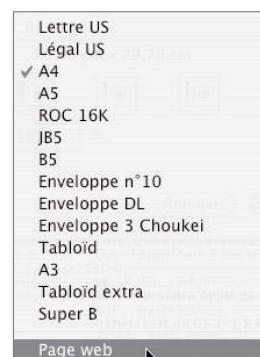 Lettre US
Légal US
✓ A4
A5
ROC 16K
JB5
B5
Enveloppe n°10
Enveloppe DL
Enveloppe 3 Choukei
Tabloïd
A3
Tabloïd extra
Super B
Page web